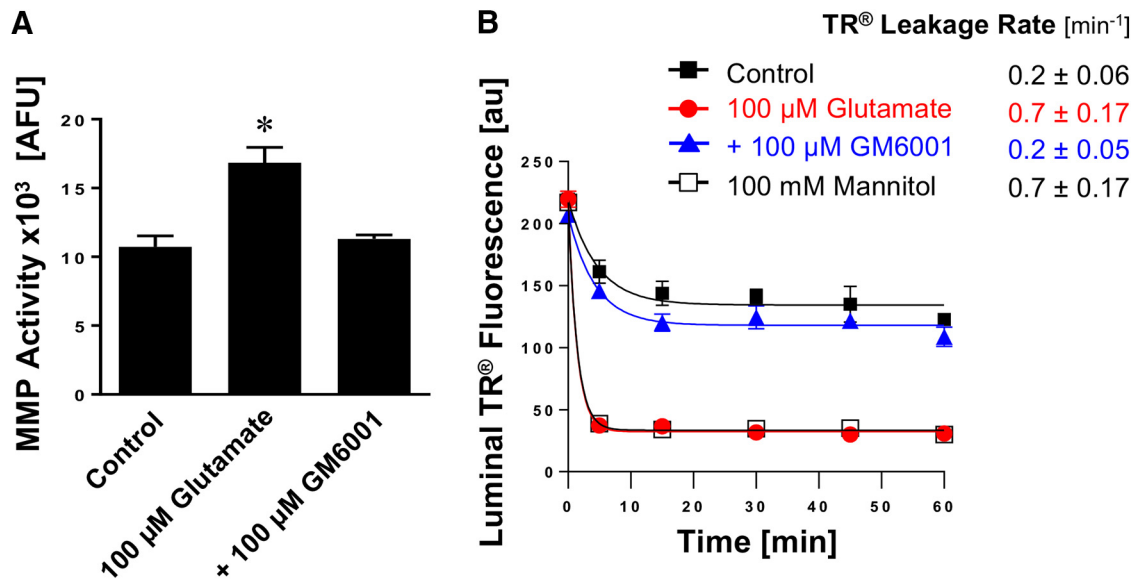 A
MMP Activity x10³ [AFU]
20
15
10
5
0
*
Control
100 µM Glutamate
+ 100 µM GM6001
B
TR® Leakage Rate [min⁻¹]
Control 0.2 ± 0.06
100 µM Glutamate 0.7 ± 0.17
+ 100 µM GM6001 0.2 ± 0.05
100 mM Mannitol 0.7 ± 0.17
Luminal TR® Fluorescence [au]
250
200
150
100
50
0
0 10 20 30 40 50 60
Time [min]